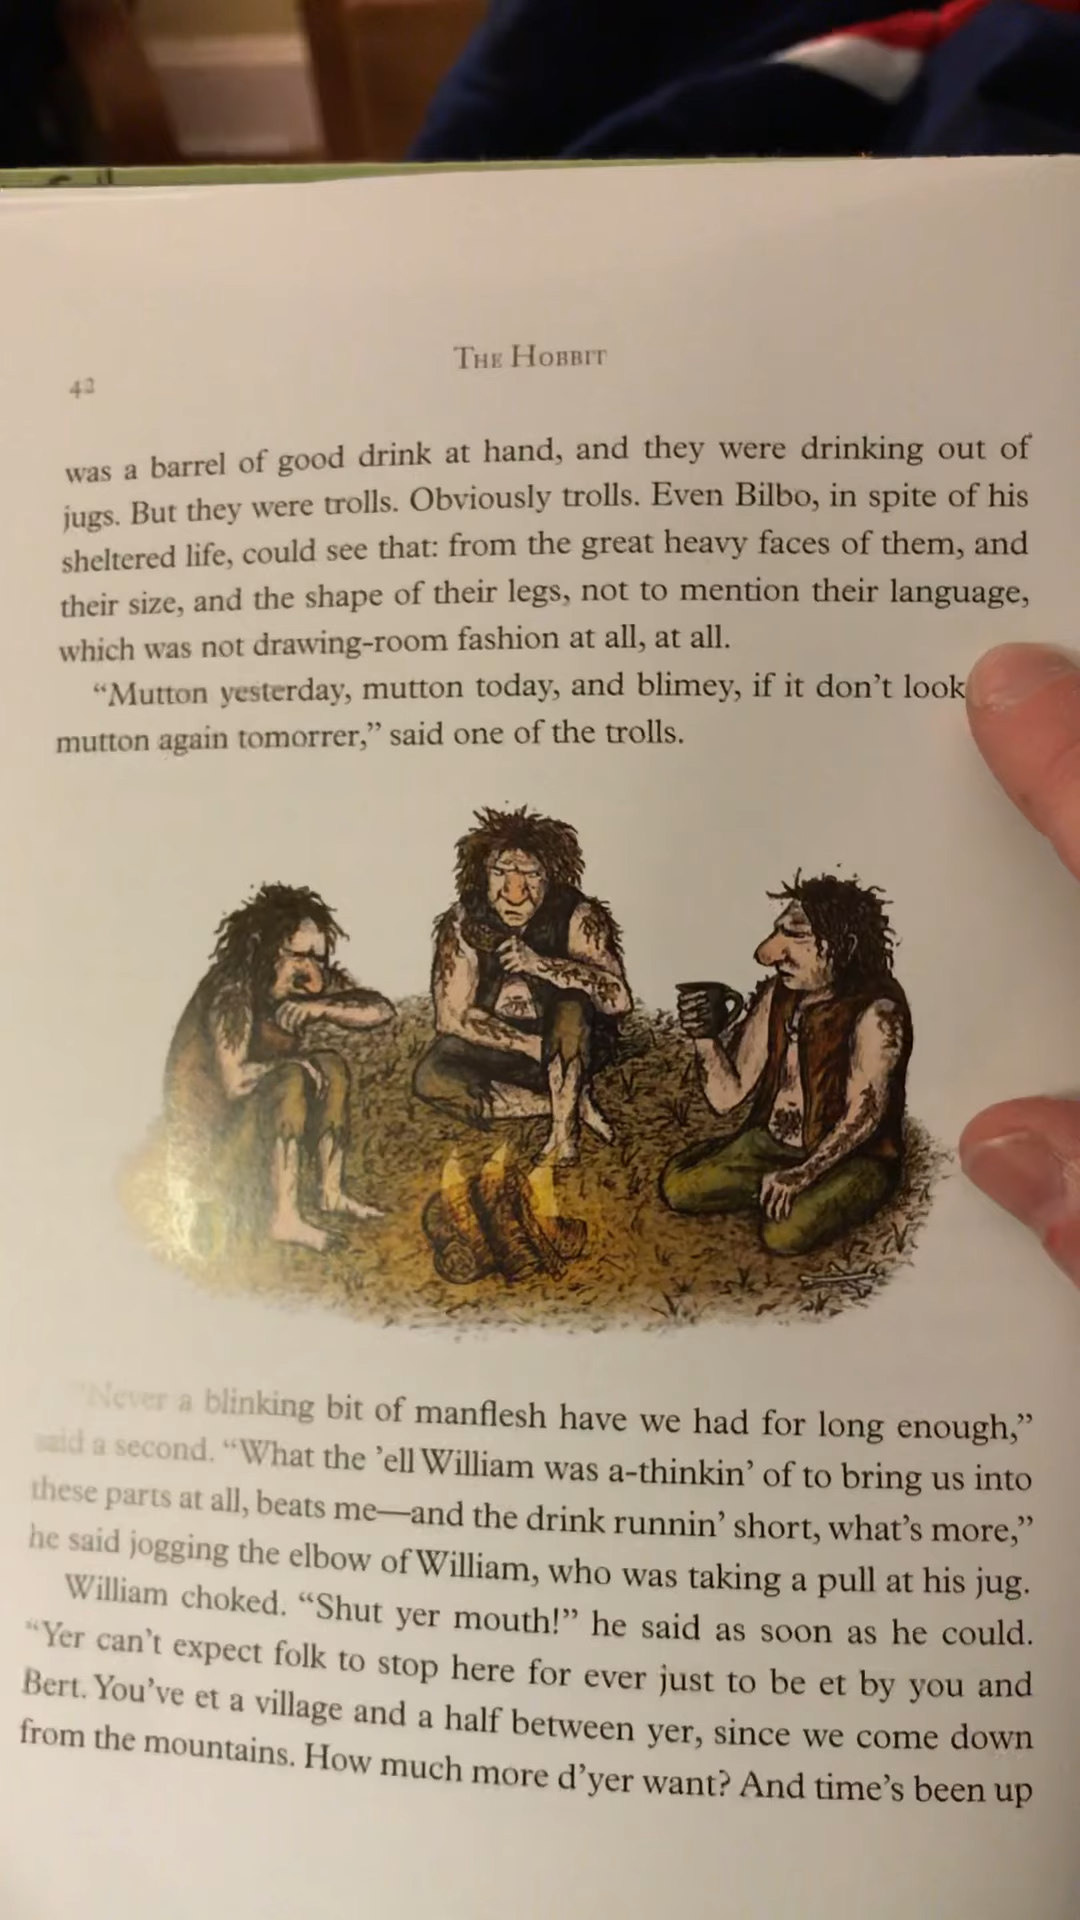 THE HOBBIT
42
was a barrel of good drink at hand, and they were drinking out of
jugs. But they were trolls. Obviously trolls. Even Bilbo, in spite of his
sheltered life, could see that: from the great heavy faces of them, and
their size, and the shape of their legs, not to mention their language,
which was not drawing-room fashion at all, at all.
“Mutton yesterday, mutton today, and blimey, if it don’t look
mutton again tomorrer,” said one of the trolls.
“Never a blinking bit of manflesh have we had for long enough,”
said a second. “What the ’ell William was a-thinkin’ of to bring us into
these parts at all, beats me—and the drink runnin’ short, what’s more,”
he said jogging the elbow of William, who was taking a pull at his jug.
William choked. “Shut yer mouth!” he said as soon as he could.
“Yer can’t expect folk to stop here for ever just to be et by you and
Bert. You’ve et a village and a half between yer, since we come down
from the mountains. How much more d’yer want? And time’s been up